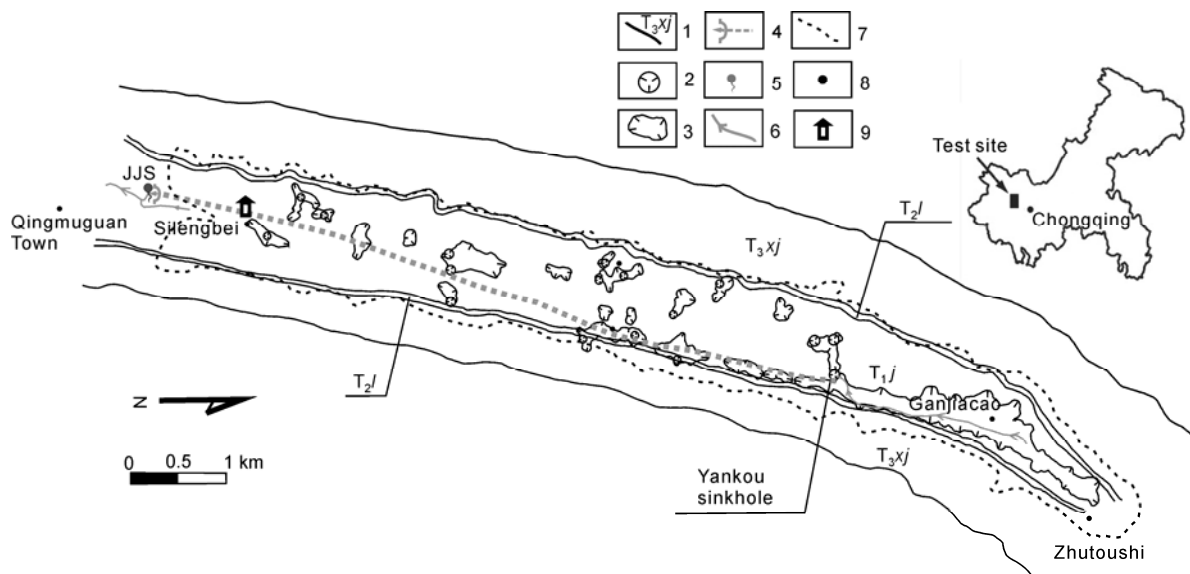 T₃xj
1
4
7
2
5
8
3
6
9
Test site
Chongqing
JJS
Qingmuguan
Town
Silengbei
T₃xj
T₂l
T₂l
T₁j
Ganjiacao
T₃xj
N
0 0.5 1 km
Yankou
sinkhole
Zhutoushi